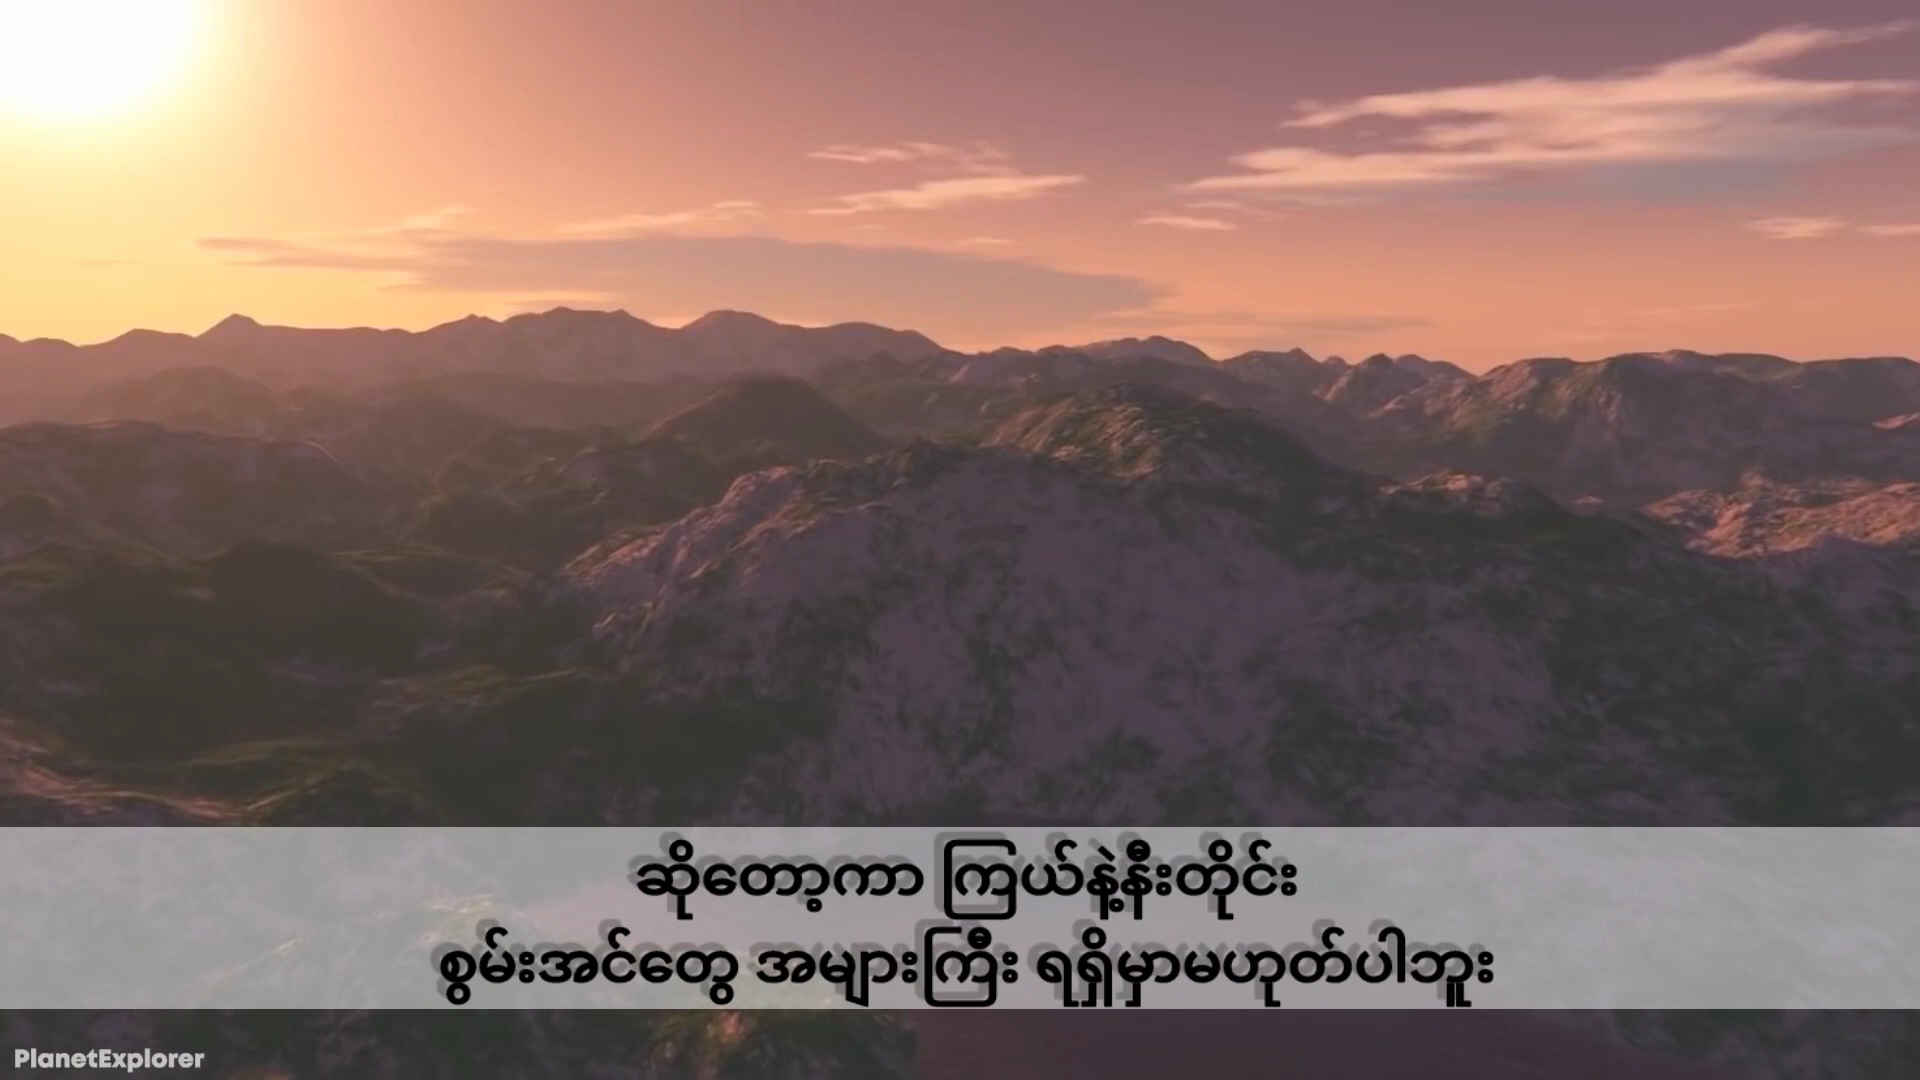 ဆိုတော့ကာ ကြယ်နဲ့နီးတိုင်း
စွမ်းအင်တွေ အများကြီး ရရှိမှာမဟုတ်ပါဘူး
PlanetExplorer